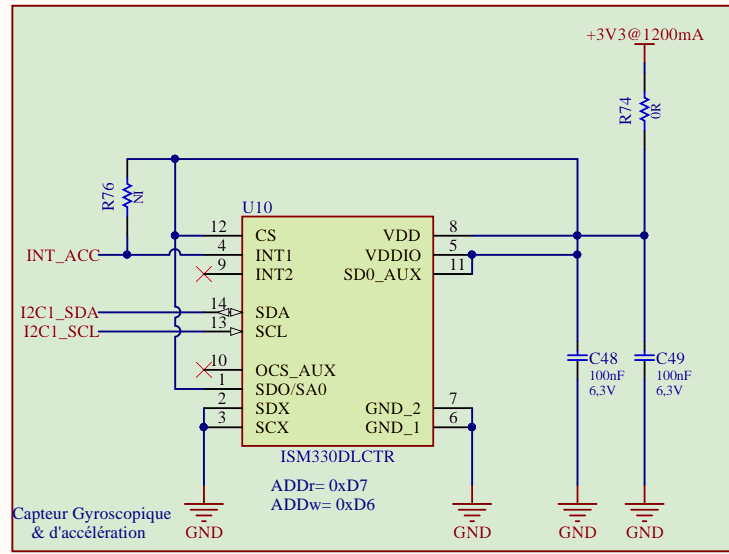 +3V3@1200mA
R74
0R
R76
NI
U10
12 CS VDD 8
INT_ACC 4 INT1 VDDIO 5
9 INT2 SD0_AUX 11
I2C1_SDA 14 SDA
I2C1_SCL 13 SCL
10 OCS_AUX
1 SDO/SA0
2 SDX GND_2 7
3 SCX GND_1 6
C48
100nF
6,3V
C49
100nF
6,3V
ISM330DLCTR
ADDr= 0xD7
ADDw= 0xD6
Capteur Gyroscopique
& d'accélération
GND
GND
GND
GND